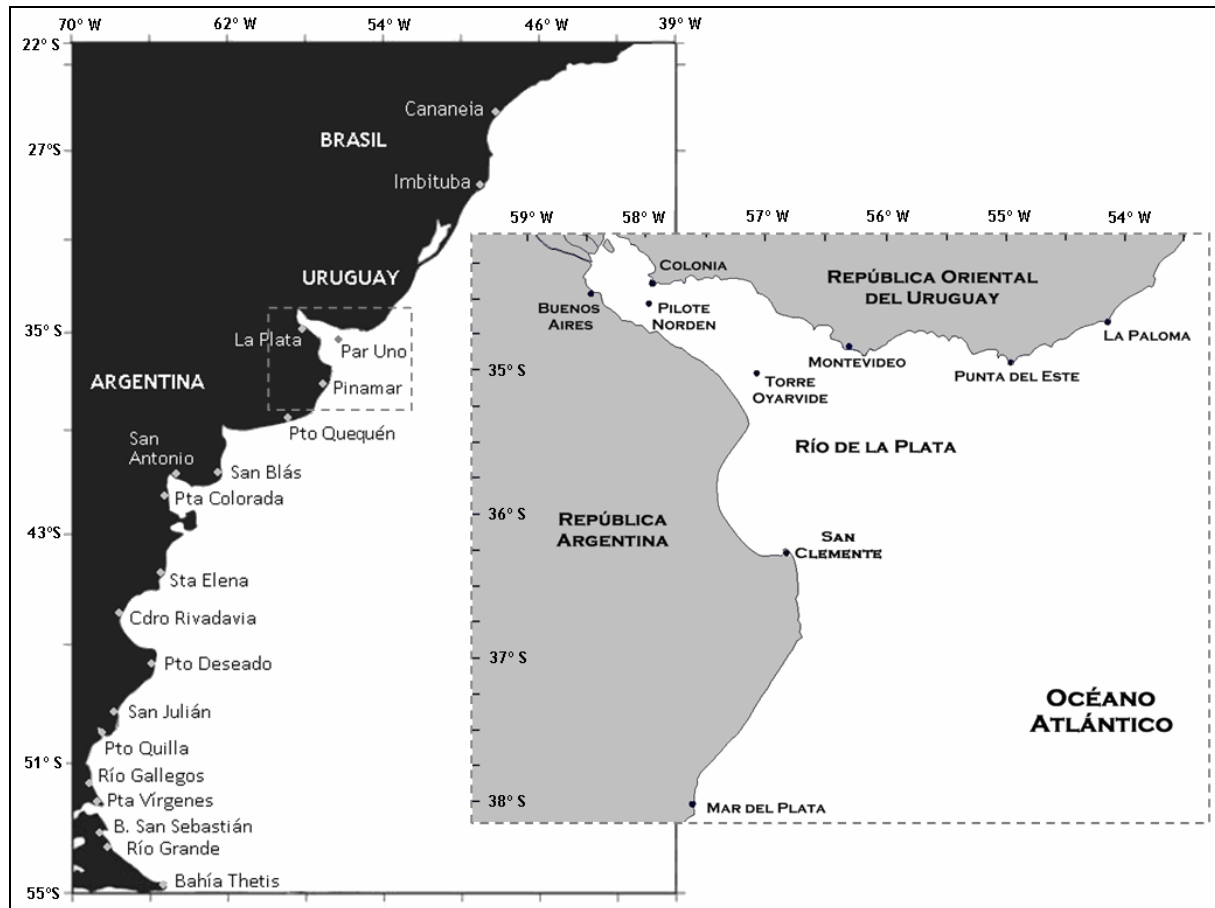 70° W 62° W 54° W 46° W 39° W
22° S
Cananeia
BRASIL
27° S
Imbituba
URUGUAY
35° S
La Plata
Par Uno
ARGENTINA
Pinamar
Pto Quequén
San
Antonio
San Blás
Pta Colorada
43° S
Sta Elena
Cdro Rivadavia
Pto Deseado
San Julián
Pto Quilla
51° S
Río Gallegos
Pta Vírgenes
B. San Sebastián
Río Grande
Bahía Thetis
55° S
59° W 58° W 57° W 56° W 55° W 54° W
COLONIA
REPÚBLICA ORIENTAL
DEL URUGUAY
BUENOS
AIRES
PILOTE
NORDEN
LA PALOMA
MONTEVIDEO
PUNTA DEL ESTE
35° S
TORRE
OYARVIDE
RÍO DE LA PLATA
36° S
REPÚBLICA
ARGENTINA
SAN
CLEMENTE
37° S
OCÉANO
ATLÁNTICO
38° S
MAR DEL PLATA